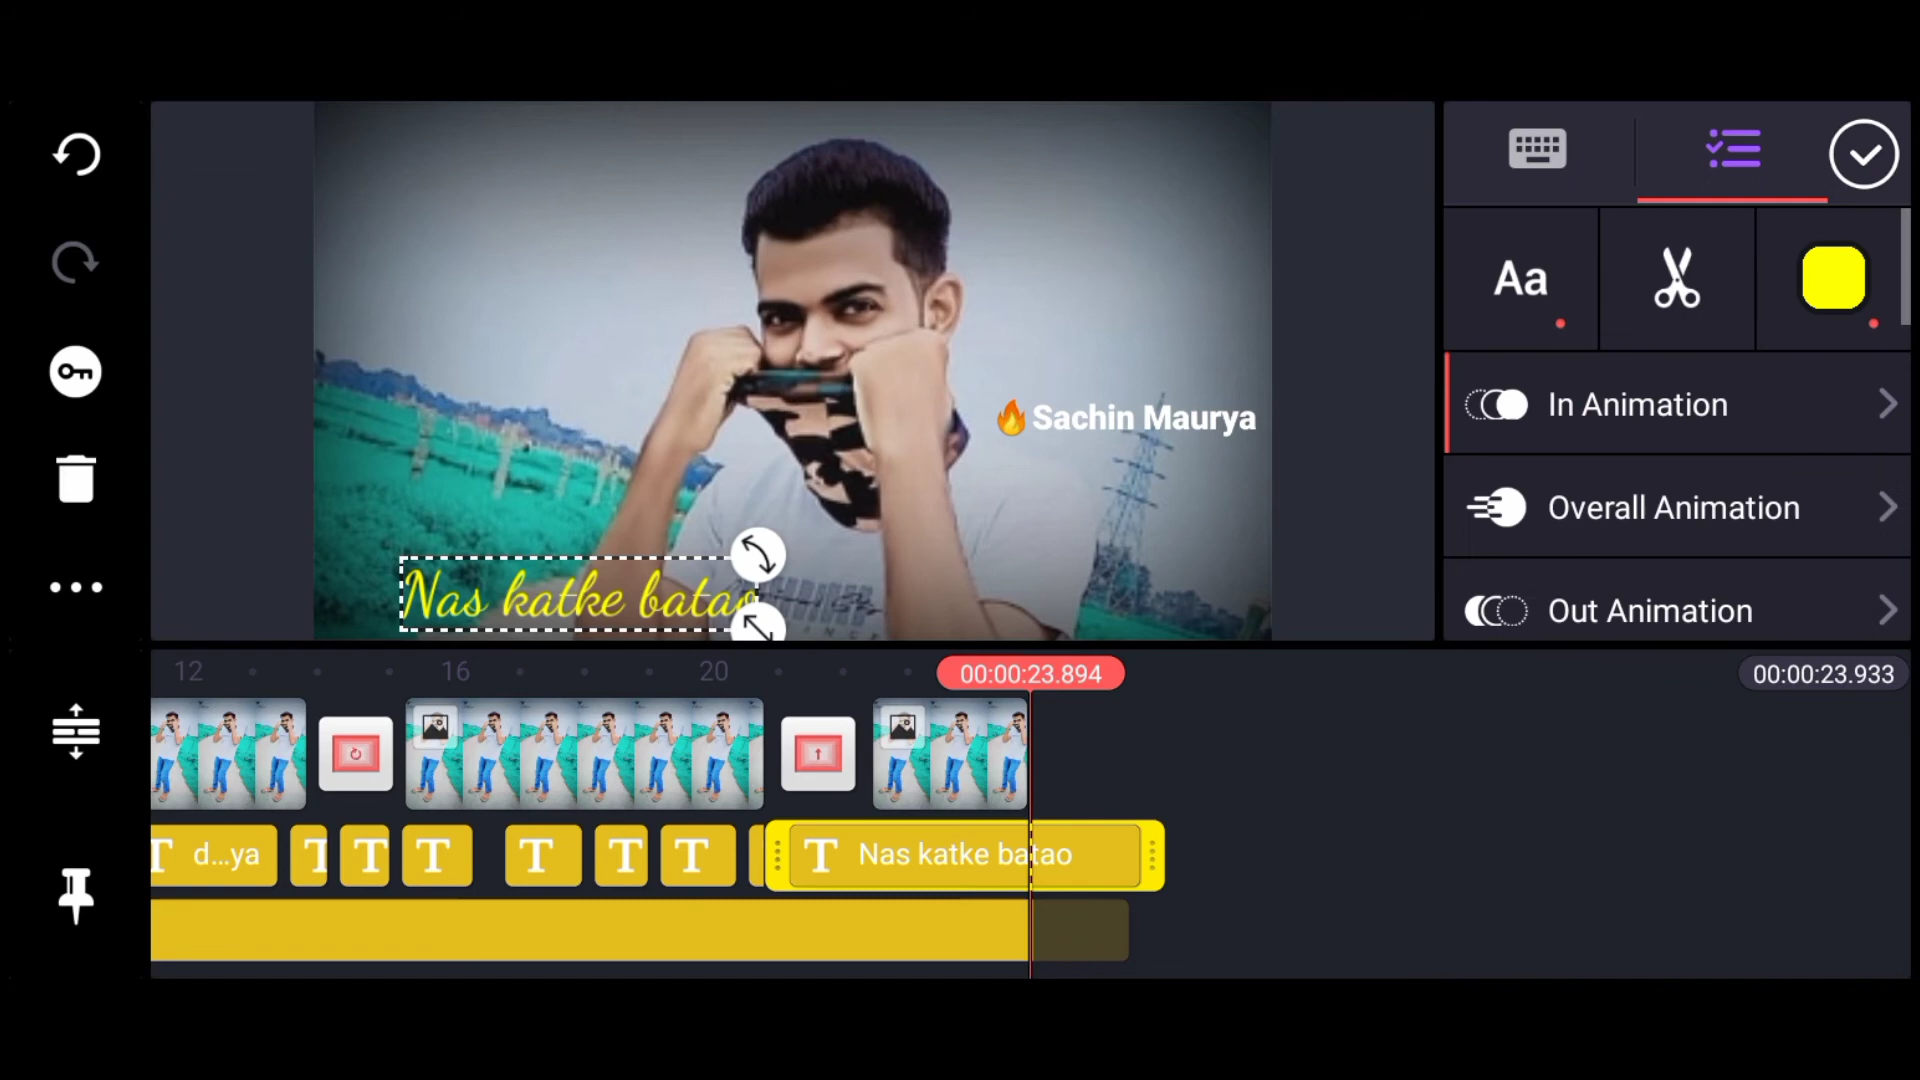 Aa
In Animation
🔥Sachin Maurya
Overall Animation
Nas katke batao
Out Animation
12
16
20
00:00:23.894
00:00:23.933
T d...ya
T
T
T
T
T
T
T Nas katke batao